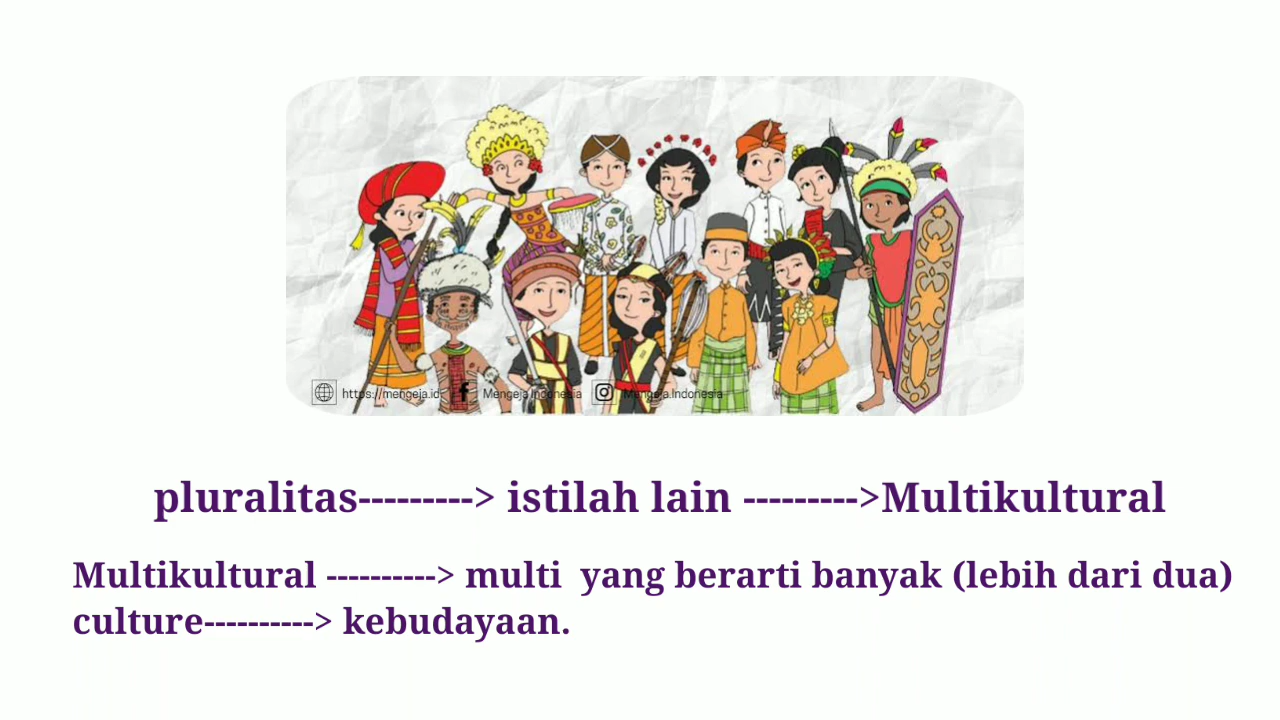 https://mengeja.id Mengeja Indonesia Mengeja.Indonesia
pluralitas---------> istilah lain --------->Multikultural
Multikultural ----------> multi  yang berarti banyak (lebih dari dua)
culture----------> kebudayaan.